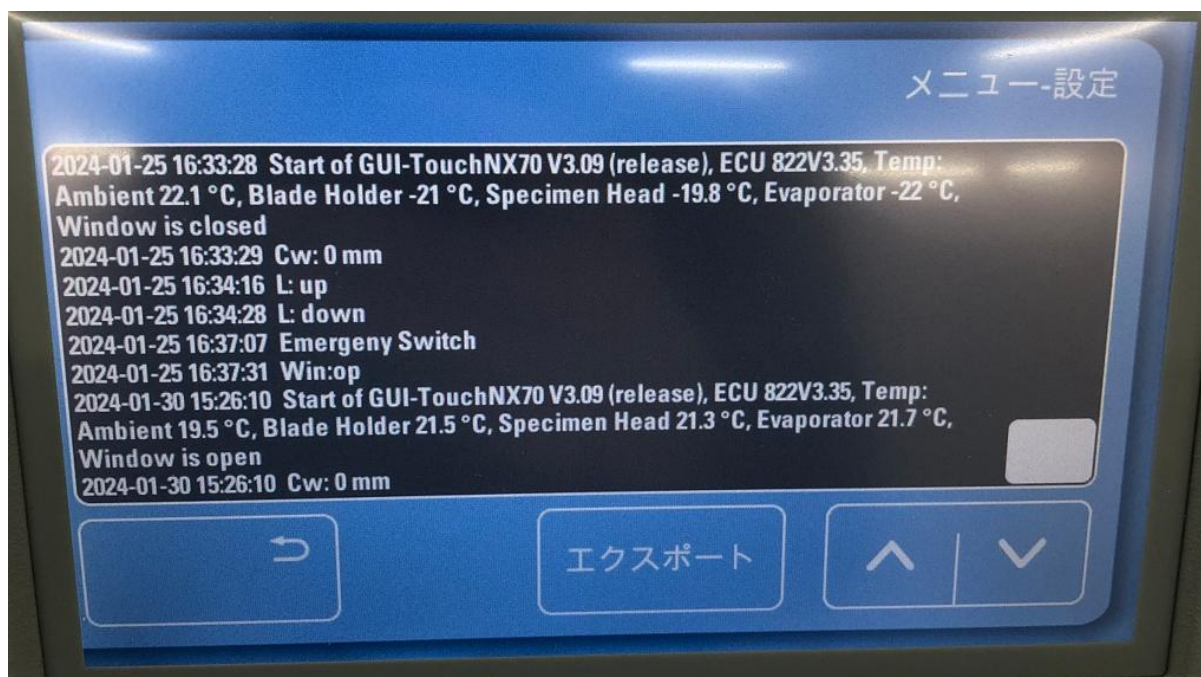 メニュー-設定
2024-01-25 16:33:28 Start of GUI-TouchNX70 V3.09 (release), ECU 822V3.35, Temp:
Ambient 22.1 °C, Blade Holder -21 °C, Specimen Head -19.8 °C, Evaporator -22 °C,
Window is closed
2024-01-25 16:33:29 Cw: 0 mm
2024-01-25 16:34:16 L: up
2024-01-25 16:34:28 L: down
2024-01-25 16:37:07 Emergeny Switch
2024-01-25 16:37:31 Win:op
2024-01-30 15:26:10 Start of GUI-TouchNX70 V3.09 (release), ECU 822V3.35, Temp:
Ambient 19.5 °C, Blade Holder 21.5 °C, Specimen Head 21.3 °C, Evaporator 21.7 °C,
Window is open
2024-01-30 15:26:10 Cw: 0 mm
エクスポート